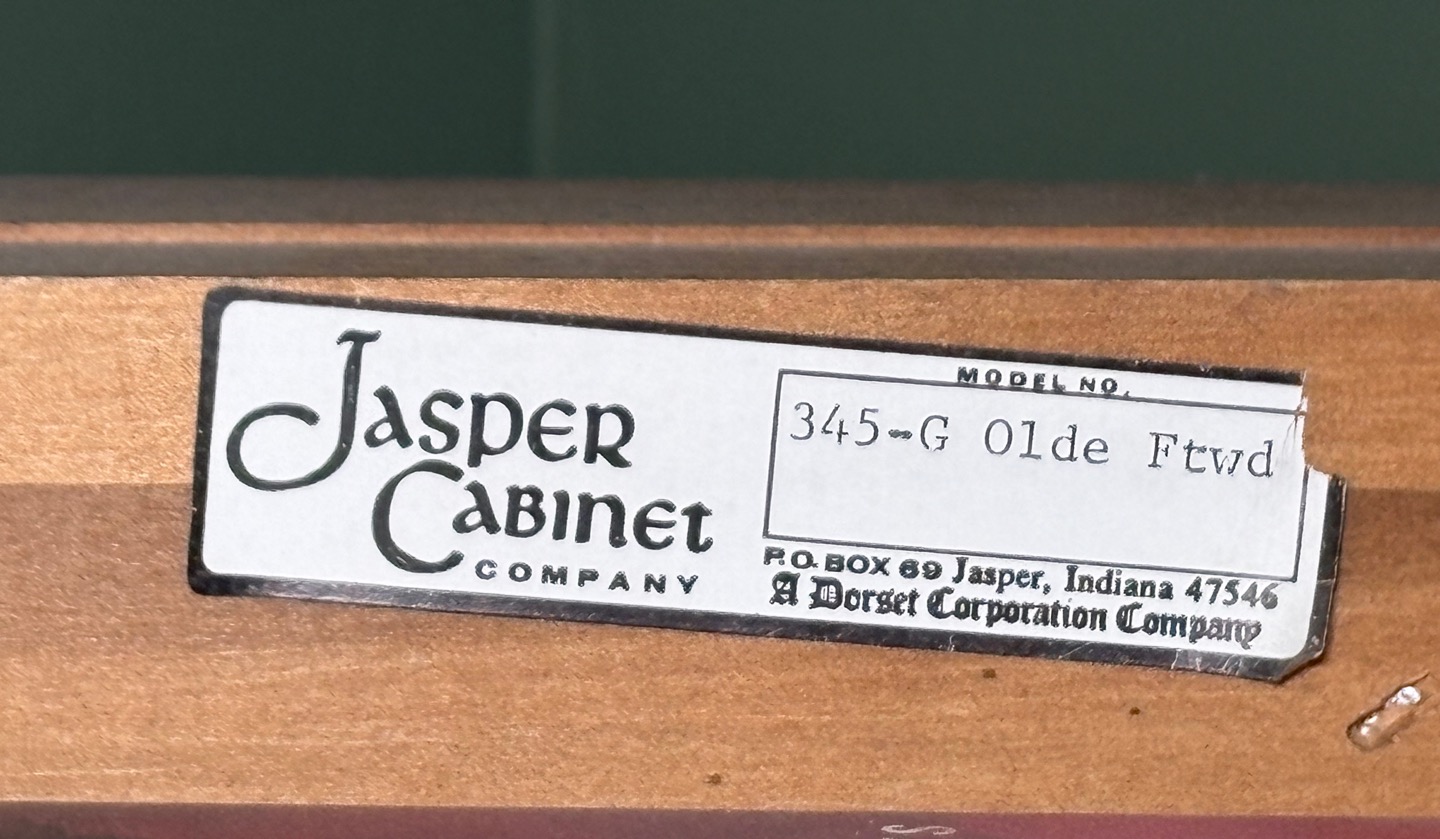 Jasper
Cabinet
COMPANY
MODEL NO.
345-G Olde Ftwd
P.O. BOX 69 Jasper, Indiana 47546
A Dorset Corporation Company